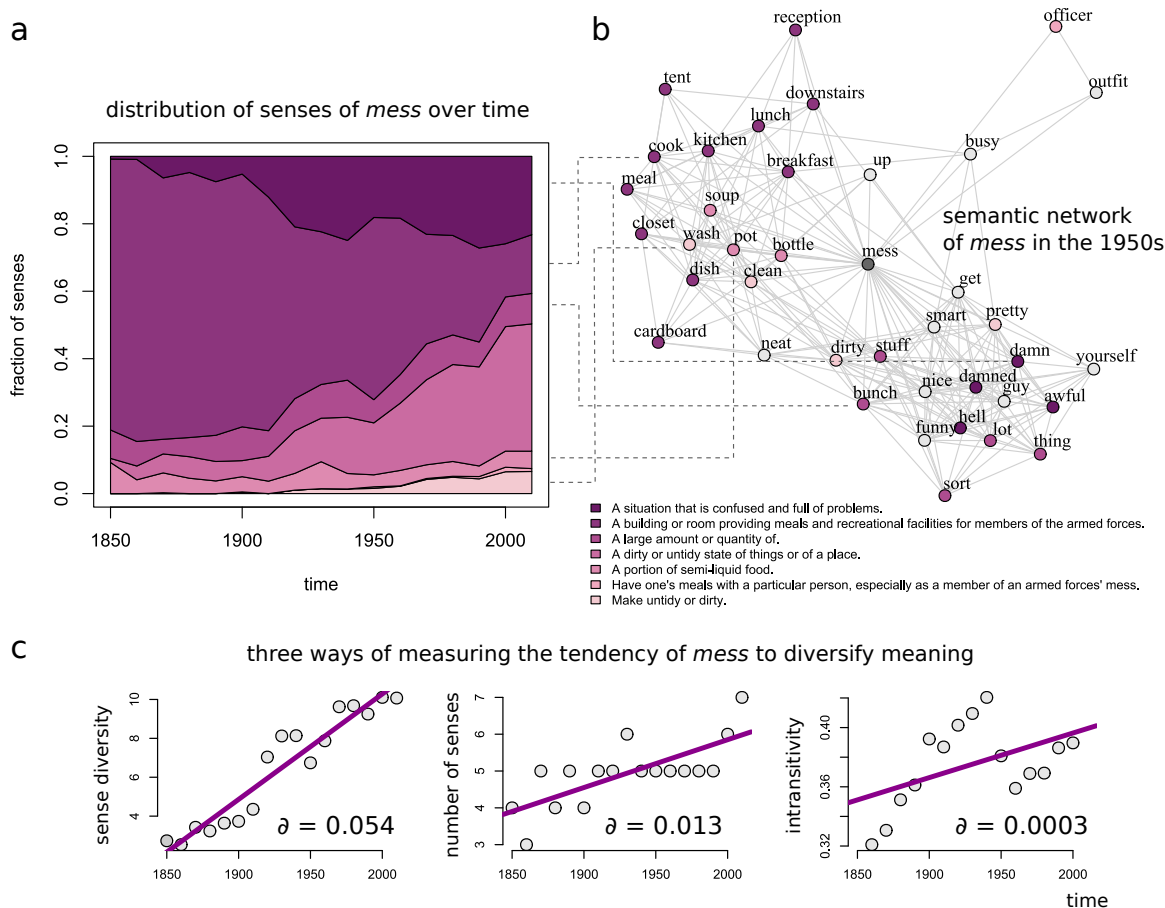 a
distribution of senses of mess over time
fraction of senses
1.0
0.8
0.6
0.4
0.2
0.0
1850
1900
1950
2000
time
b
reception
officer
tent
outfit
downstairs
lunch
cook
kitchen
busy
breakfast
up
meal
soup
semantic network
of mess in the 1950s
closet
wash
pot
bottle
mess
dish
clean
get
smart
pretty
cardboard
neat
dirty
stuff
damn
yourself
nice
damned
guy
bunch
awful
hell
funny
lot
thing
sort
A situation that is confused and full of problems.
A building or room providing meals and recreational facilities for members of the armed forces.
A large amount or quantity of.
A dirty or untidy state of things or of a place.
A portion of semi-liquid food.
Have one's meals with a particular person, especially as a member of an armed forces' mess.
Make untidy or dirty.
c
three ways of measuring the tendency of mess to diversify meaning
sense diversity
10
8
6
4
∂ = 0.054
1850
1900
1950
2000
number of senses
7
6
5
4
3
∂ = 0.013
1850
1900
1950
2000
intransitivity
0.40
0.36
0.32
∂ = 0.0003
1850
1900
1950
2000
time